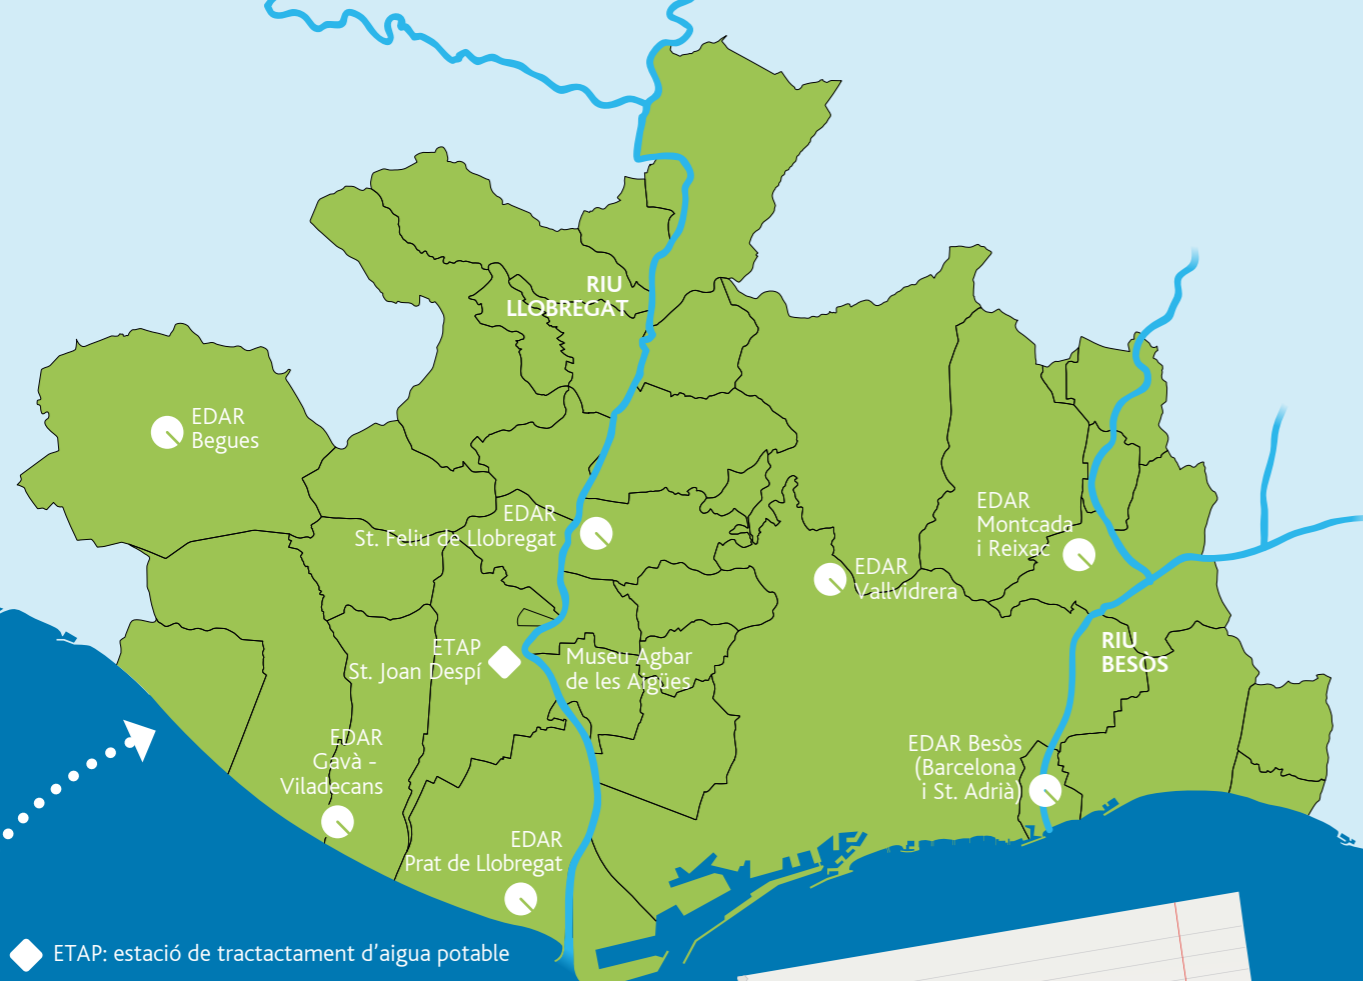 RIU
LLOBREGAT
EDAR
Begues
EDAR
St. Feliu de Llobregat
EDAR
Montcada
i Reixac
EDAR
Vallvidrera
ETAP
St. Joan Despí
Museu Agbar
de les Aigües
RIU
BESÒS
EDAR
Gavà -
Viladecans
EDAR Besòs
(Barcelona
i St. Adrià)
EDAR
Prat de Llobregat
ETAP: estació de tractactament d'aigua potable